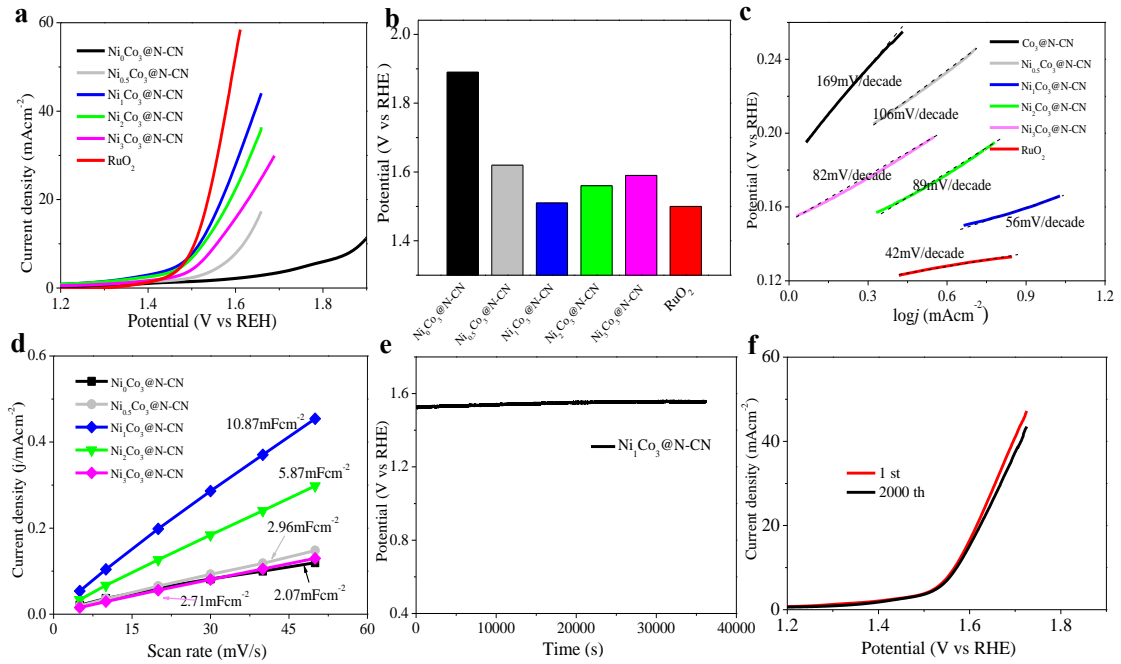 a
60
40
20
0
Current density (mAcm⁻²)
Ni₀Co₃@N-CN
Ni₀.₅Co₃@N-CN
Ni₁Co₃@N-CN
Ni₂Co₃@N-CN
Ni₃Co₃@N-CN
RuO₂
1.2 1.4 1.6 1.8
Potential (V vs REH)
b
2.0
1.8
1.6
1.4
Potential (V vs RHE)
Ni₀Co₃@N-CN
Ni₀.₅Co₃@N-CN
Ni₁Co₃@N-CN
Ni₂Co₃@N-CN
Ni₃Co₃@N-CN
RuO₂
c
0.24
0.20
0.16
0.12
Potential (V vs RHE)
Co₃@N-CN
Ni₀.₅Co₃@N-CN
Ni₁Co₃@N-CN
Ni₂Co₃@N-CN
Ni₃Co₃@N-CN
RuO₂
169mV/decade
106mV/decade
82mV/decade
89mV/decade
56mV/decade
42mV/decade
0.0 0.3 0.6 0.9 1.2
logj (mAcm⁻²)
d
0.6
0.4
0.2
0.0
Current density (j/mAcm⁻²)
Ni₀Co₃@N-CN
Ni₀.₅Co₃@N-CN
Ni₁Co₃@N-CN
Ni₂Co₃@N-CN
Ni₃Co₃@N-CN
10.87mFcm⁻²
5.87mFcm⁻²
2.96mFcm⁻²
2.71mFcm⁻²
2.07mFcm⁻²
0 15 30 45 60
Scan rate (mV/s)
e
1.6
1.2
0.8
0.4
Potential (V vs RHE)
Ni₁Co₃@N-CN
0 10000 20000 30000 40000
Time (s)
f
60
40
20
0
Current density (mAcm⁻²)
1 st
2000 th
1.2 1.4 1.6 1.8
Potential (V vs RHE)